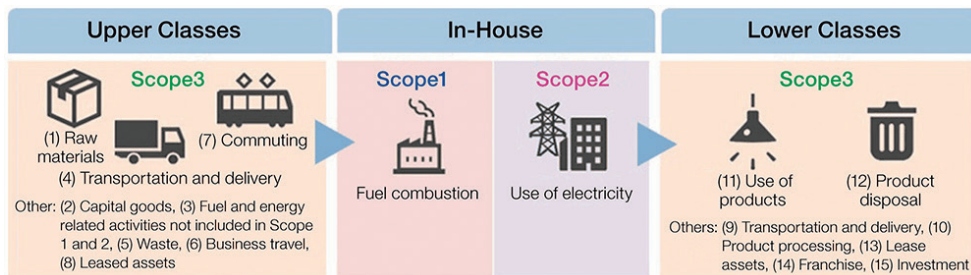 Upper Classes
Scope3
(1) Raw
materials
(7) Commuting
(4) Transportation and delivery
Other: (2) Capital goods, (3) Fuel and energy
related activities not included in Scope
1 and 2, (5) Waste, (6) Business travel,
(8) Leased assets
In-House
Scope1
Fuel combustion
Scope2
Use of electricity
Lower Classes
Scope3
(11) Use of
products
(12) Product
disposal
Others: (9) Transportation and delivery, (10)
Product processing, (13) Lease
assets, (14) Franchise, (15) Investment